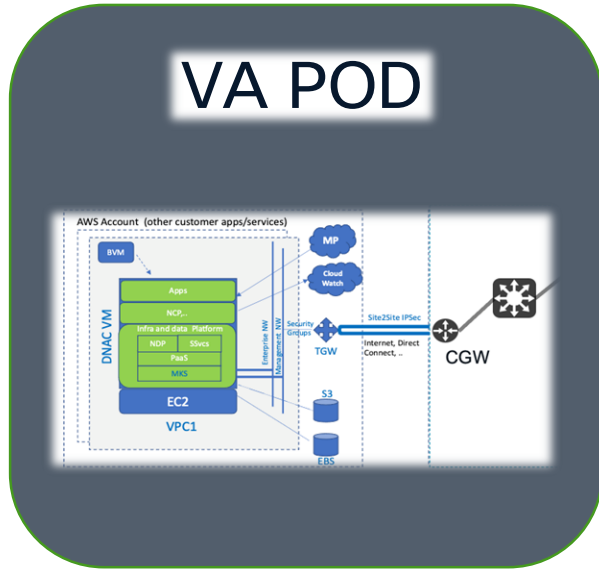 VA POD
AWS Account (other customer apps/services)
BVM
MP
Cloud
Watch
Apps
NCP,..
Infra and data Platform
NDP
SSvcs
PaaS
MKS
EC2
VPC1
DNAC VM
Enterprise NW
Management NW
Security
Groups
TGW
Site2Site IPSec
Internet, Direct
Connect, ..
CGW
S3
EBS